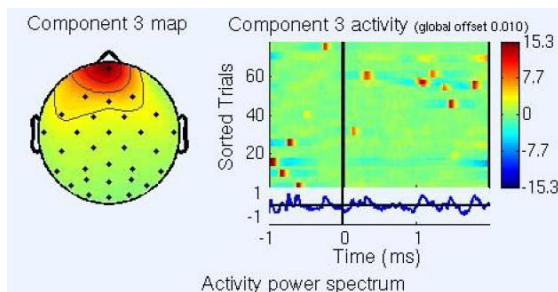 Component 3 map
Component 3 activity (global offset 0.010)
Sorted Trials
80
60
40
20
15.3
7.7
0
-7.7
-15.3
1
-1
-1
0
1
Time (ms)
Activity power spectrum